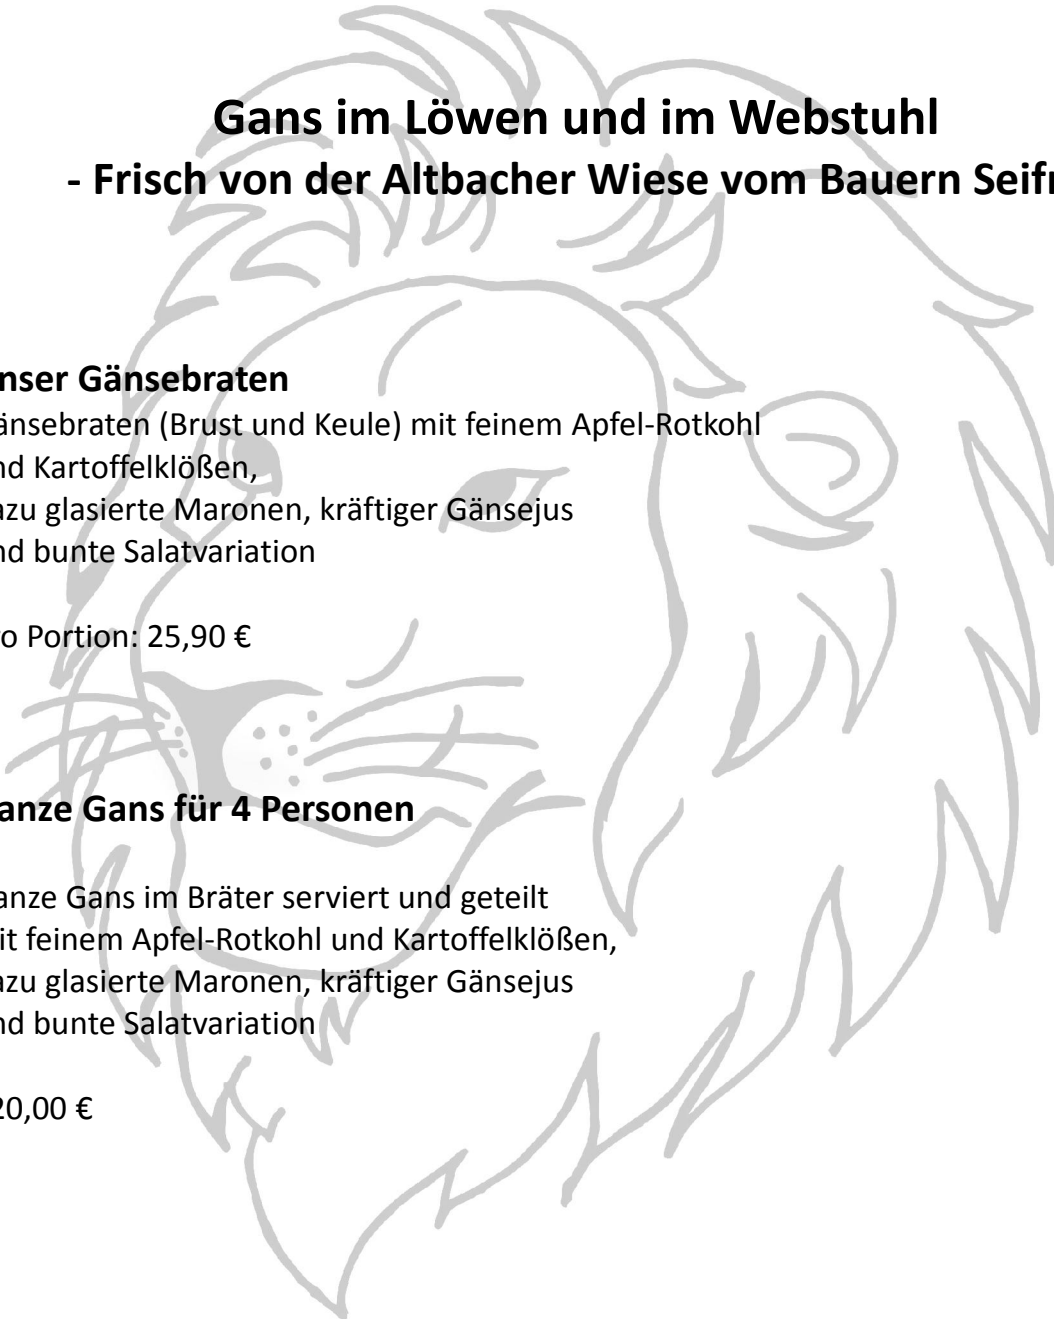 Gans im Löwen und im Webstuhl
- Frisch von der Altbacher Wiese vom Bauern Seifr
nser Gänsebraten
änsebraten (Brust und Keule) mit feinem Apfel-Rotkohl
nd Kartoffelklößen,
azu glasierte Maronen, kräftiger Gänsejus
nd bunte Salatvariation
ro Portion: 25,90 €
anze Gans für 4 Personen
anze Gans im Bräter serviert und geteilt
it feinem Apfel-Rotkohl und Kartoffelklößen,
azu glasierte Maronen, kräftiger Gänsejus
nd bunte Salatvariation
20,00 €